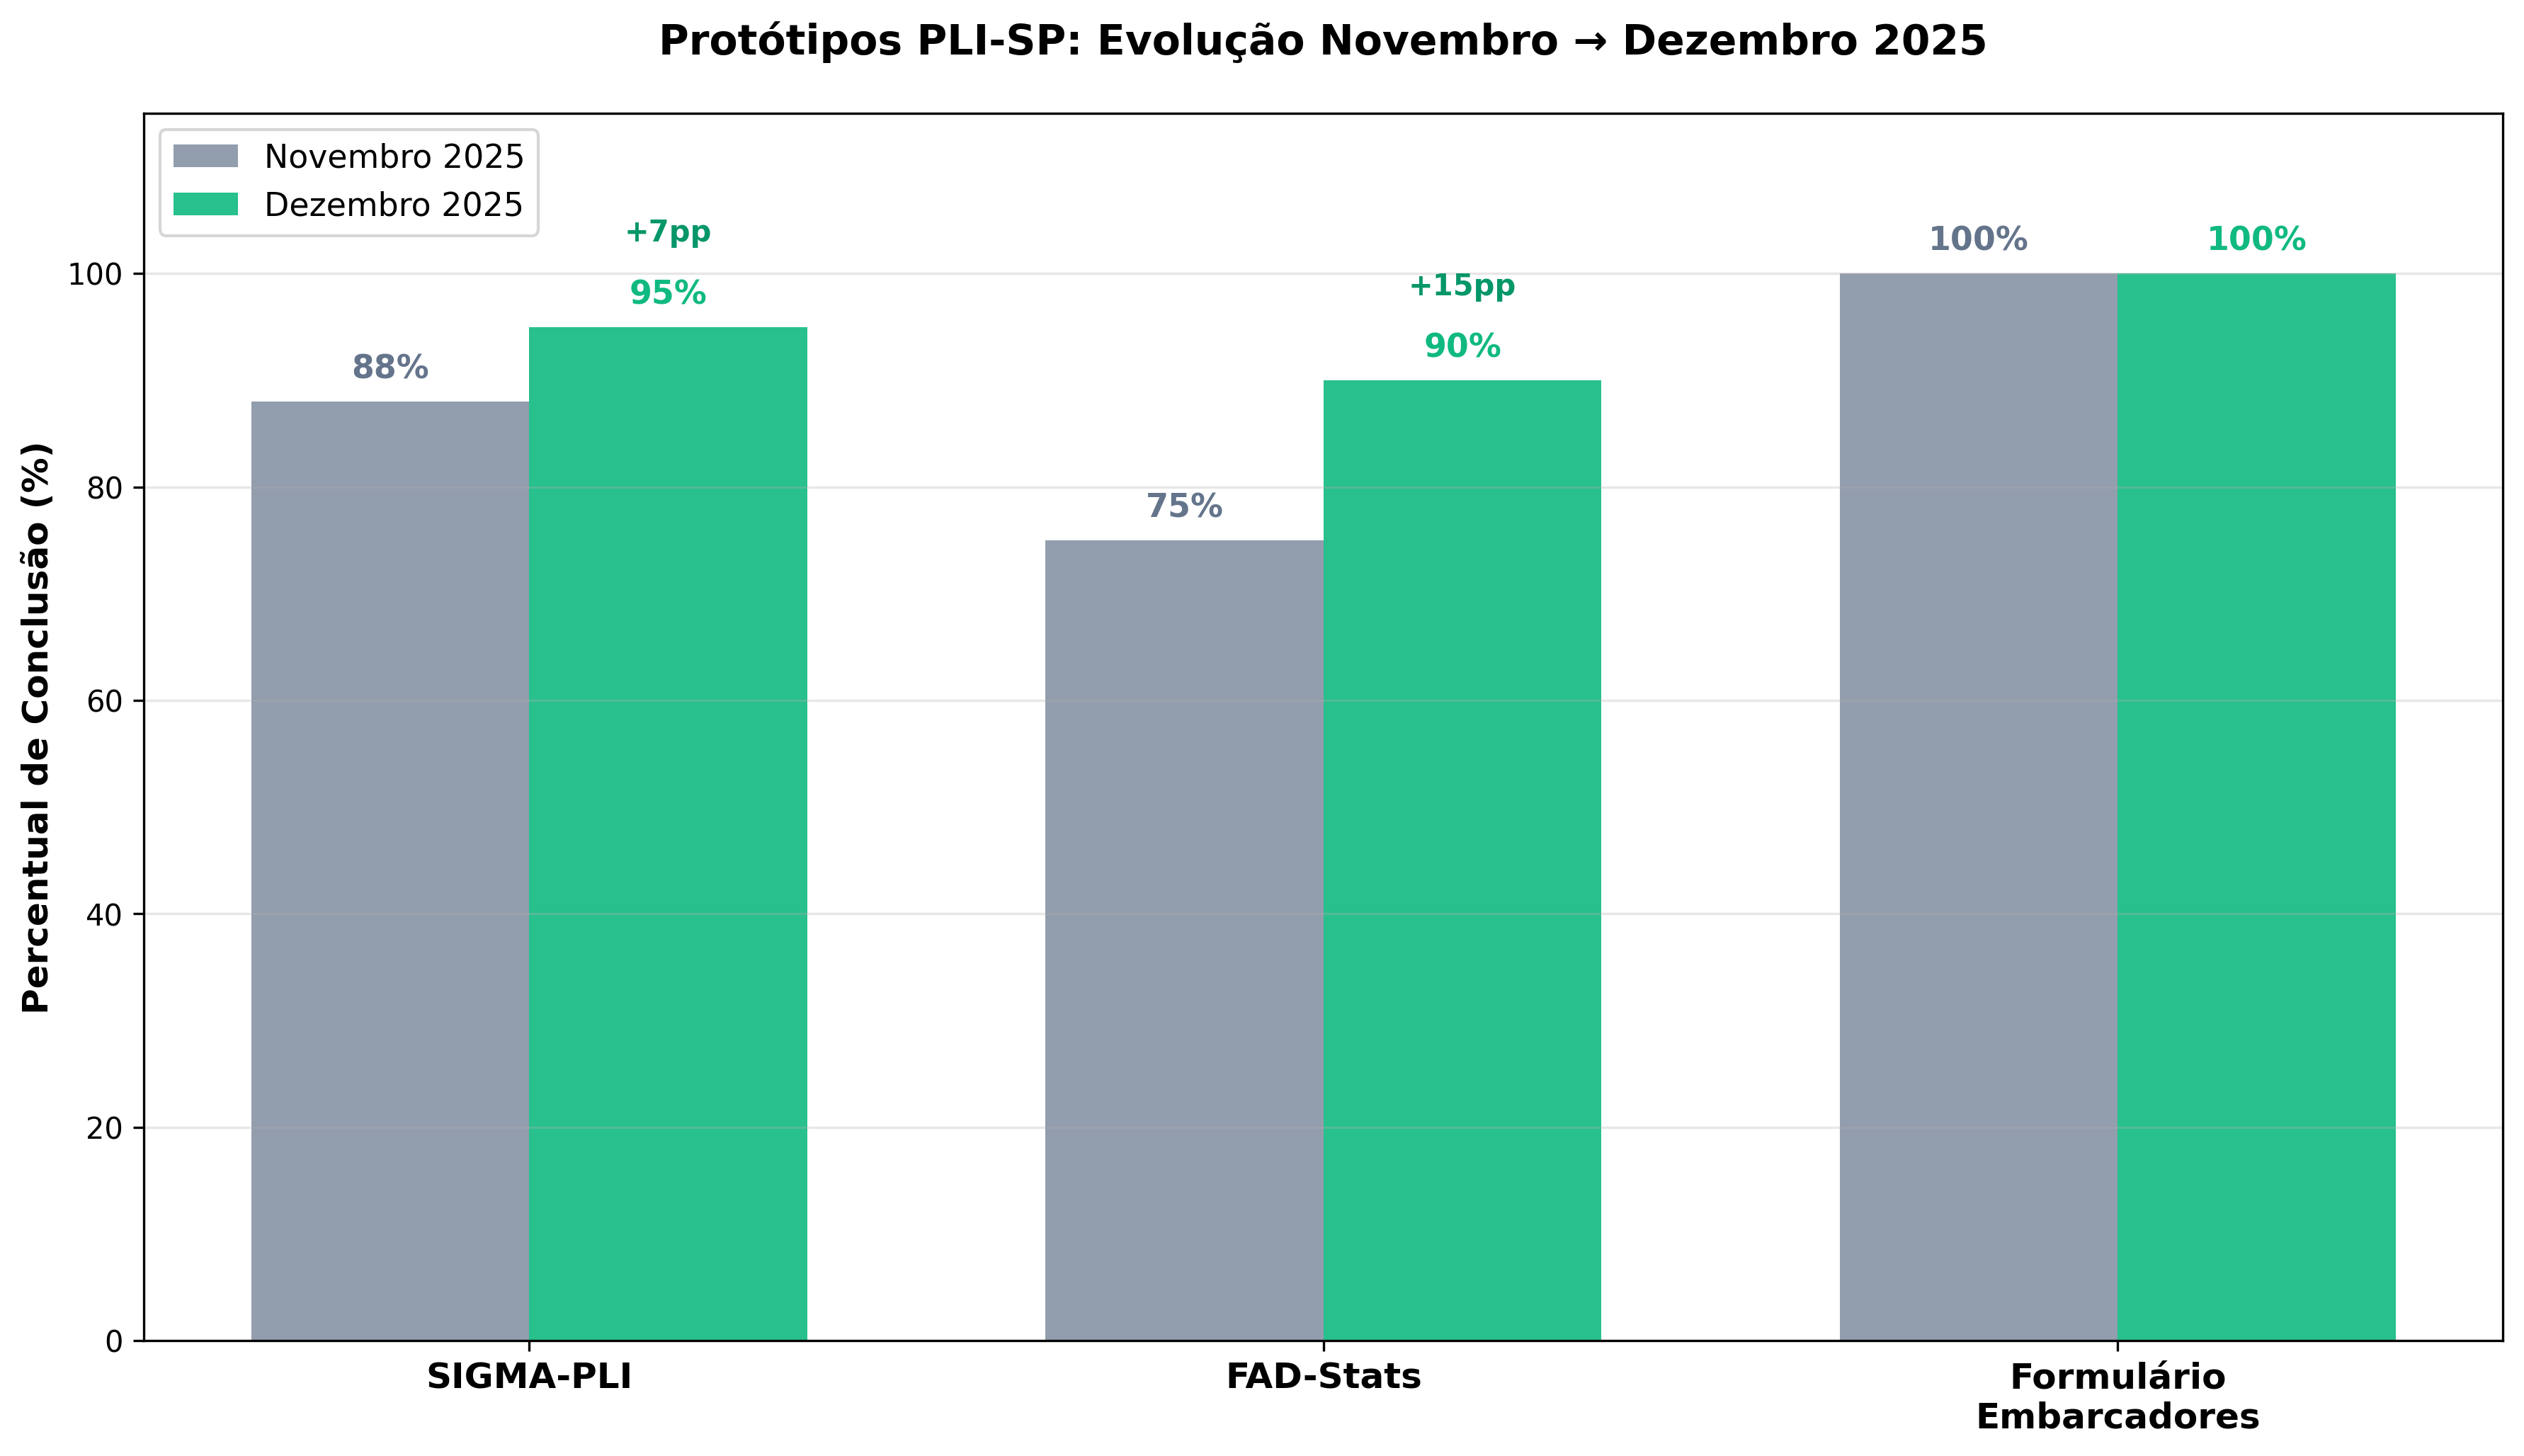 Protótipos PLI-SP: Evolução Novembro → Dezembro 2025
Novembro 2025
Dezembro 2025
Percentual de Conclusão (%)
100
80
60
40
20
0
88%
+7pp
95%
75%
+15pp
90%
100%
100%
SIGMA-PLI
FAD-Stats
Formulário
Embarcadores